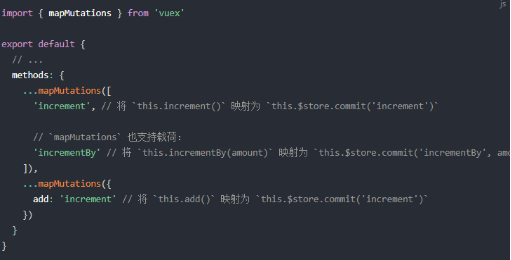 js
import { mapMutations } from 'vuex'
export default {
// ...
methods: {
...mapMutations([
'increment', // 将 `this.increment()` 映射为 `this.$store.commit('increment')`
// `mapMutations` 也支持载荷：
'incrementBy' // 将 `this.incrementBy(amount)` 映射为 `this.$store.commit('incrementBy',
]),
...mapMutations({
add: 'increment' // 将 `this.add()` 映射为 `this.$store.commit('increment')`
})
}
}